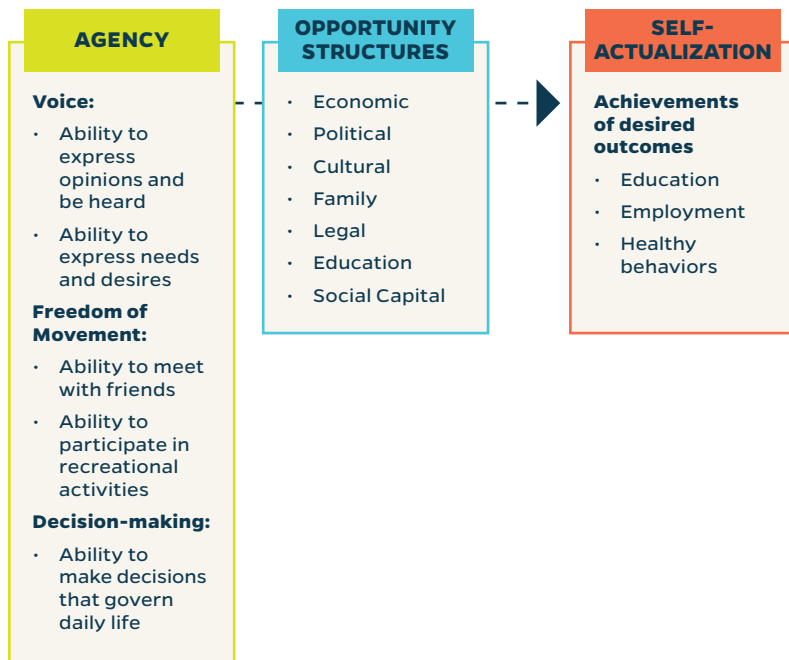 AGENCY
Voice:
• Ability to
express
opinions and
be heard
• Ability to
express needs
and desires
Freedom of
Movement:
• Ability to meet
with friends
• Ability to
participate in
recreational
activities
Decision-making:
• Ability to
make decisions
that govern
daily life
OPPORTUNITY
STRUCTURES
• Economic
• Political
• Cultural
• Family
• Legal
• Education
• Social Capital
SELF-
ACTUALIZATION
Achievements
of desired
outcomes
• Education
• Employment
• Healthy
behaviors